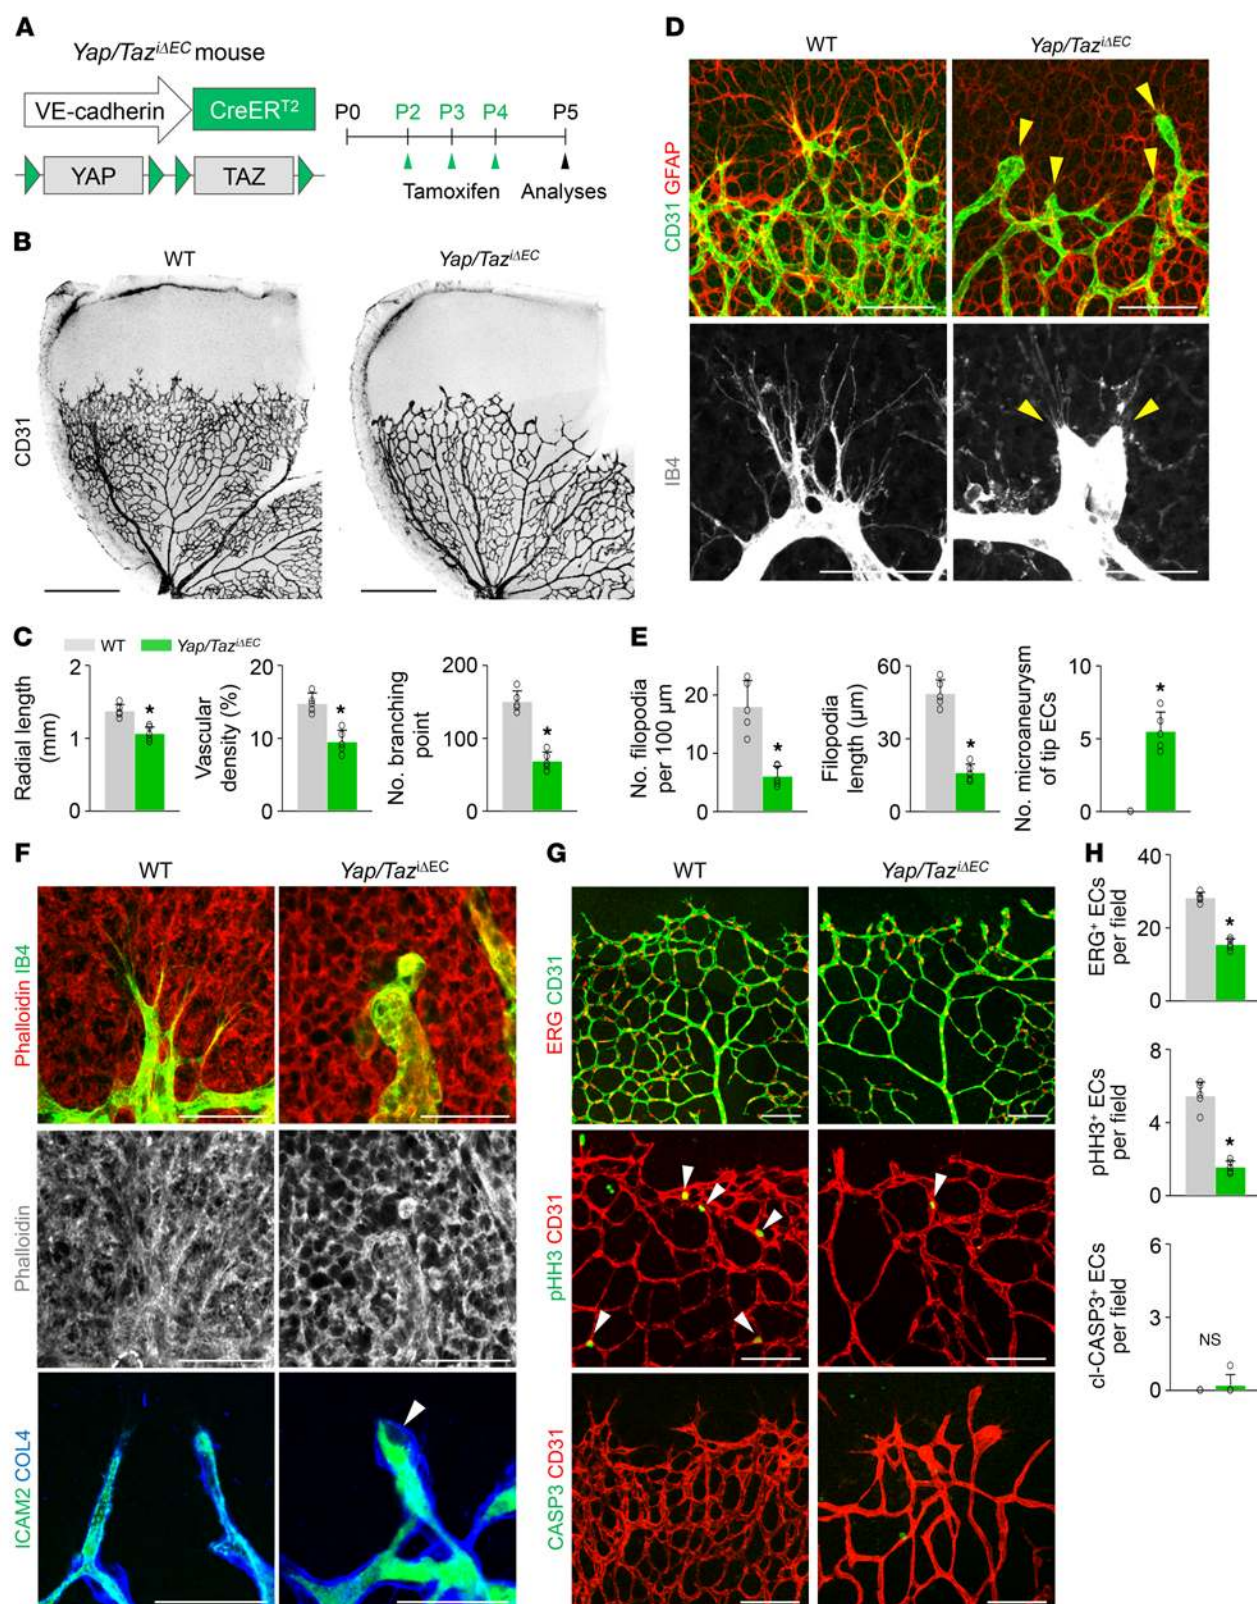 A
Yap/Taz^iΔEC mouse
VE-cadherin CreER^T2
YAP TAZ
P0 P2 P3 P4 P5
Tamoxifen Analyses
B
WT Yap/Taz^iΔEC
CD31
C
WT Yap/Taz^iΔEC
Radial length (mm)
2
1
0
*
Vascular density (%)
20
10
0
*
No. branching point
200
100
0
*
D
WT Yap/Taz^iΔEC
CD31 GFAP
IB4
E
No. filopodia per 100 µm
20
10
0
*
Filopodia length (µm)
60
30
0
*
No. microaneurysm of tip ECs
10
5
0
*
F
WT Yap/Taz^iΔEC
Phalloidin IB4
Phalloidin
ICAM2 COL4
G
WT Yap/Taz^iΔEC
ERG CD31
pHH3 CD31
CASP3 CD31
H
ERG+ ECs per field
40
20
0
*
pHH3+ ECs per field
8
4
0
*
cl-CASP3+ ECs per field
6
3
0
NS